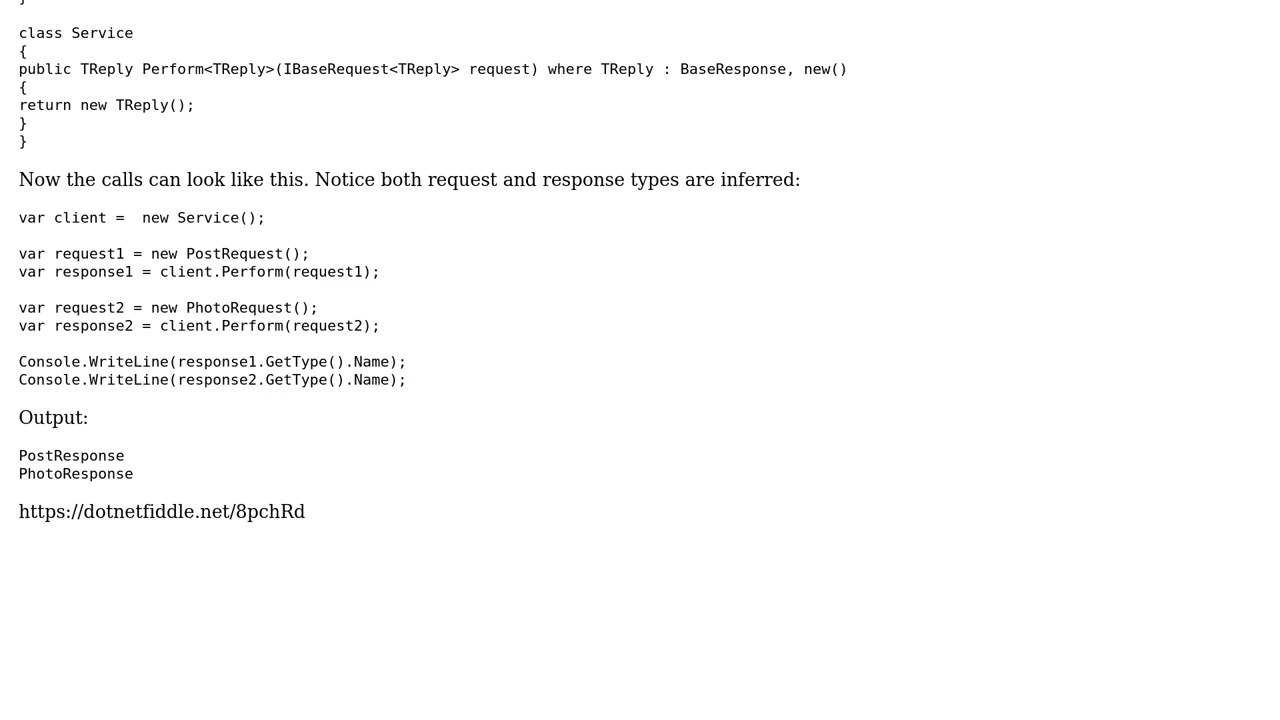 }
class Service
{
public TReply Perform<TReply>(IBaseRequest<TReply> request) where TReply : BaseResponse, new()
{
return new TReply();
}
}
Now the calls can look like this. Notice both request and response types are inferred:
var client =  new Service();
var request1 = new PostRequest();
var response1 = client.Perform(request1);
var request2 = new PhotoRequest();
var response2 = client.Perform(request2);
Console.WriteLine(response1.GetType().Name);
Console.WriteLine(response2.GetType().Name);
Output:
PostResponse
PhotoResponse
https://dotnetfiddle.net/8pchRd